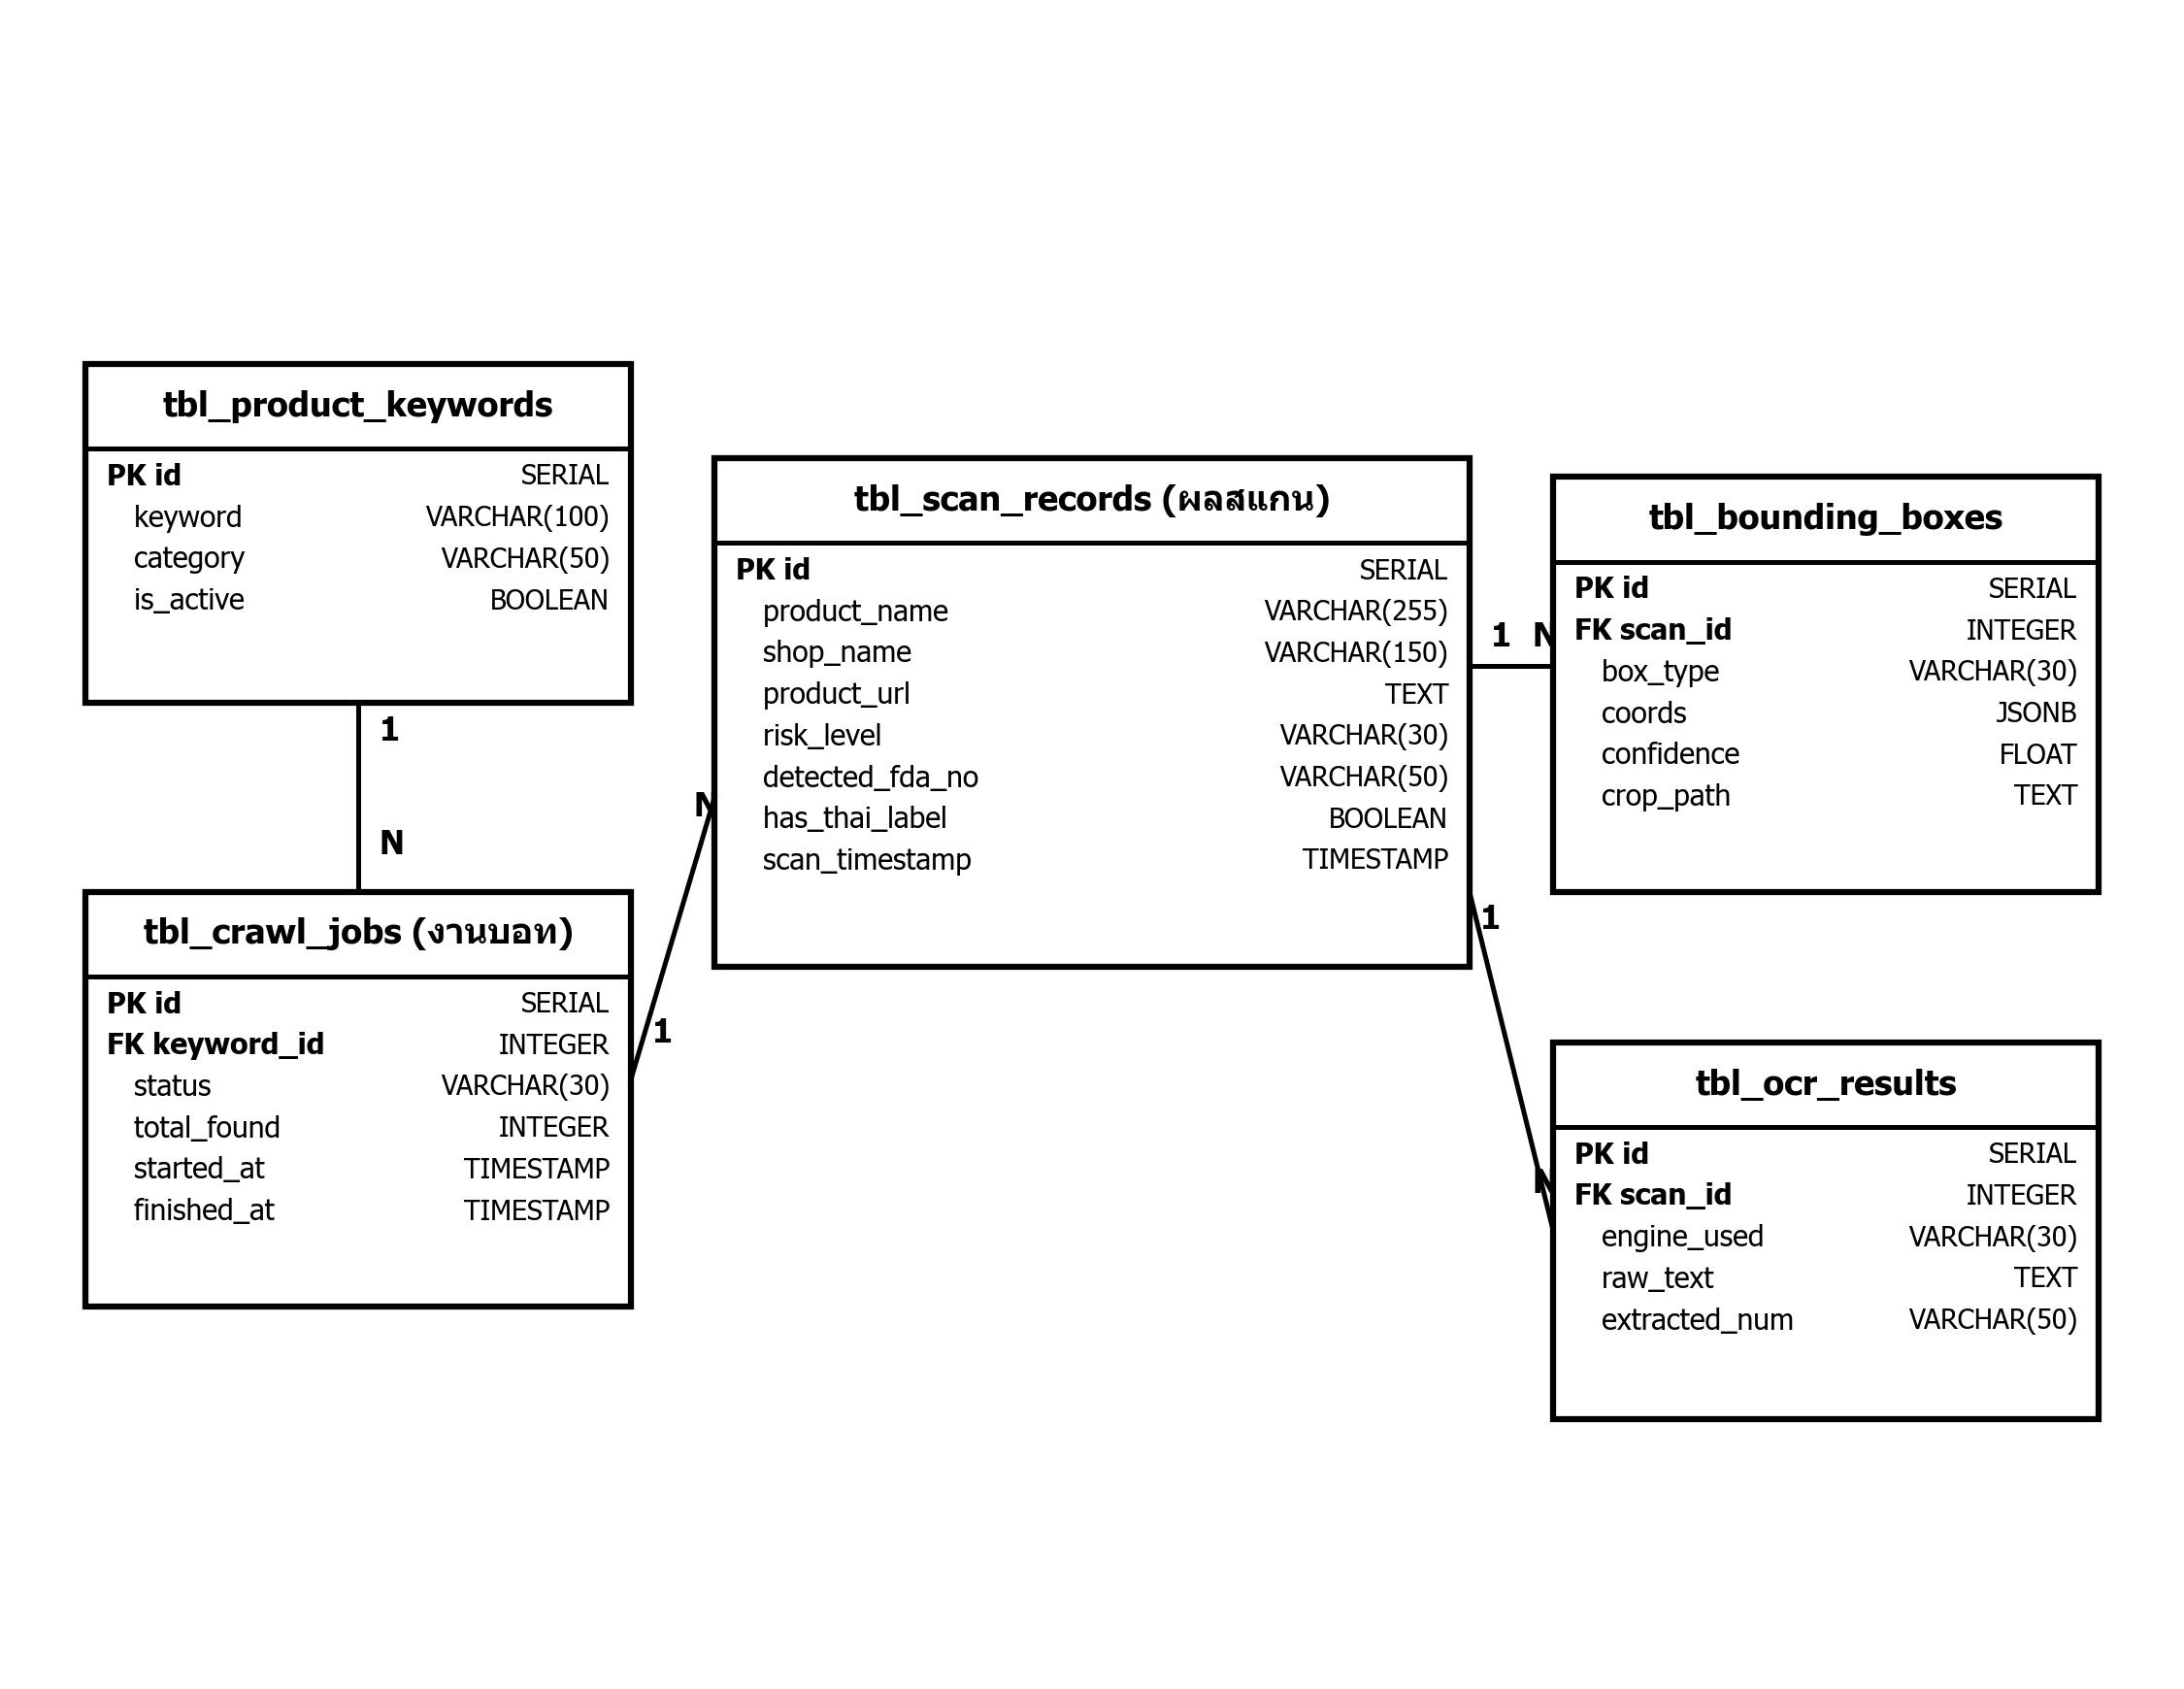 tbl_product_keywords
PK id SERIAL
keyword VARCHAR(100)
category VARCHAR(50)
is_active BOOLEAN
1
N
tbl_crawl_jobs (งานบอท)
PK id SERIAL
FK keyword_id INTEGER
status VARCHAR(30)
total_found INTEGER
started_at TIMESTAMP
finished_at TIMESTAMP
1
N
tbl_scan_records (ผลสแกน)
PK id SERIAL
product_name VARCHAR(255)
shop_name VARCHAR(150)
product_url TEXT
risk_level VARCHAR(30)
detected_fda_no VARCHAR(50)
has_thai_label BOOLEAN
scan_timestamp TIMESTAMP
1 N
tbl_bounding_boxes
PK id SERIAL
FK scan_id INTEGER
box_type VARCHAR(30)
coords JSONB
confidence FLOAT
crop_path TEXT
1
N
tbl_ocr_results
PK id SERIAL
FK scan_id INTEGER
engine_used VARCHAR(30)
raw_text TEXT
extracted_num VARCHAR(50)